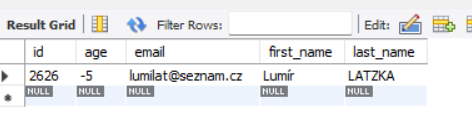 Result Grid Filter Rows: Edit:
id age email first_name last_name
2626 -5 lumilat@seznam.cz Lumír LATZKA
NULL NULL NULL NULL NULL